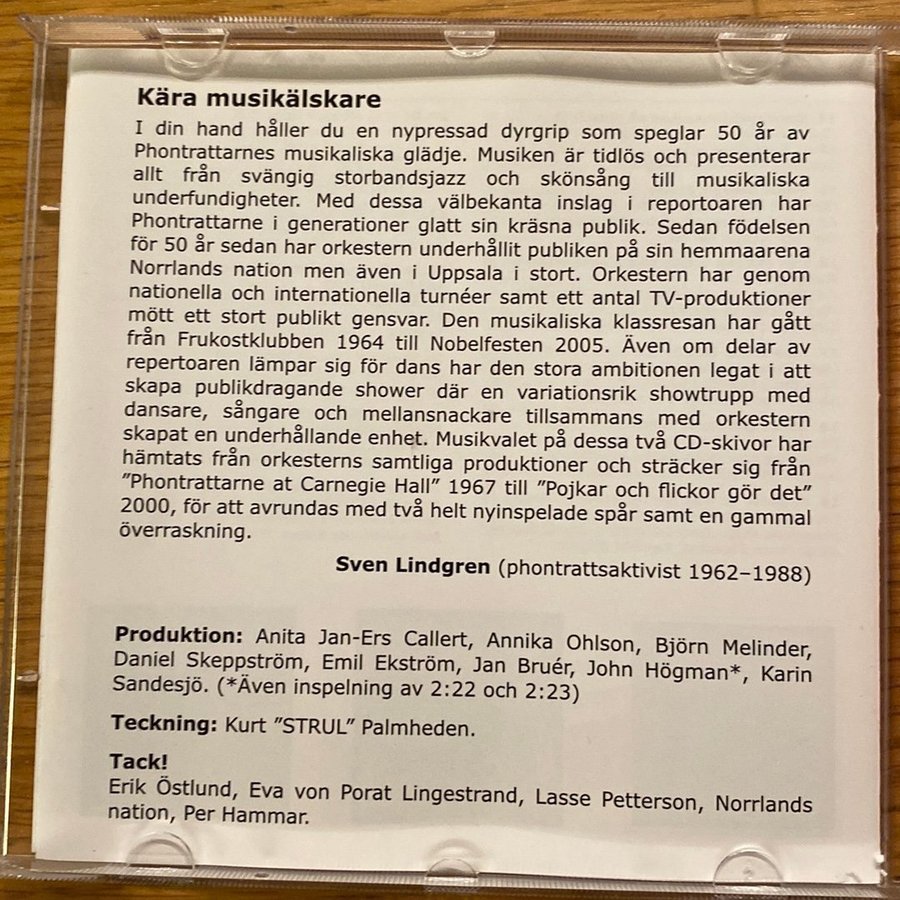 Kära musikälskare
I din hand håller du en nypressad dyrgrip som speglar 50 år av
Phontrattarnes musikaliska glädje. Musiken är tidlös och presenterar
allt från svängig storbandsjazz och skönsång till musikaliska
underfundigheter. Med dessa välbekanta inslag i reportoaren har
Phontrattarne i generationer glatt sin kräsna publik. Sedan födelsen
för 50 år sedan har orkestern underhållit publiken på sin hemmaarena
Norrlands nation men även i Uppsala i stort. Orkestern har genom
nationella och internationella turnéer samt ett antal TV-produktioner
mött ett stort publikt gensvar. Den musikaliska klassresan har gått
från Frukostklubben 1964 till Nobelfesten 2005. Även om delar av
repertoaren lämpar sig för dans har den stora ambitionen legat i att
skapa publikdragande shower där en variationsrik showtrupp med
dansare, sångare och mellansnackare tillsammans med orkestern
skapat en underhållande enhet. Musikvalet på dessa två CD-skivor har
hämtats från orkesterns samtliga produktioner och sträcker sig från
”Phontrattarne at Carnegie Hall” 1967 till ”Pojkar och flickor gör det”
2000, för att avrundas med två helt nyinspelade spår samt en gammal
överraskning.
Sven Lindgren (phontrattsaktivist 1962–1988)
Produktion: Anita Jan-Ers Callert, Annika Ohlson, Björn Melinder,
Daniel Skeppström, Emil Ekström, Jan Bruér, John Högman*, Karin
Sandesjö. (*Även inspelning av 2:22 och 2:23)
Teckning: Kurt ”STRUL” Palmheden.
Tack!
Erik Östlund, Eva von Porat Lingestrand, Lasse Petterson, Norrlands
nation, Per Hammar.